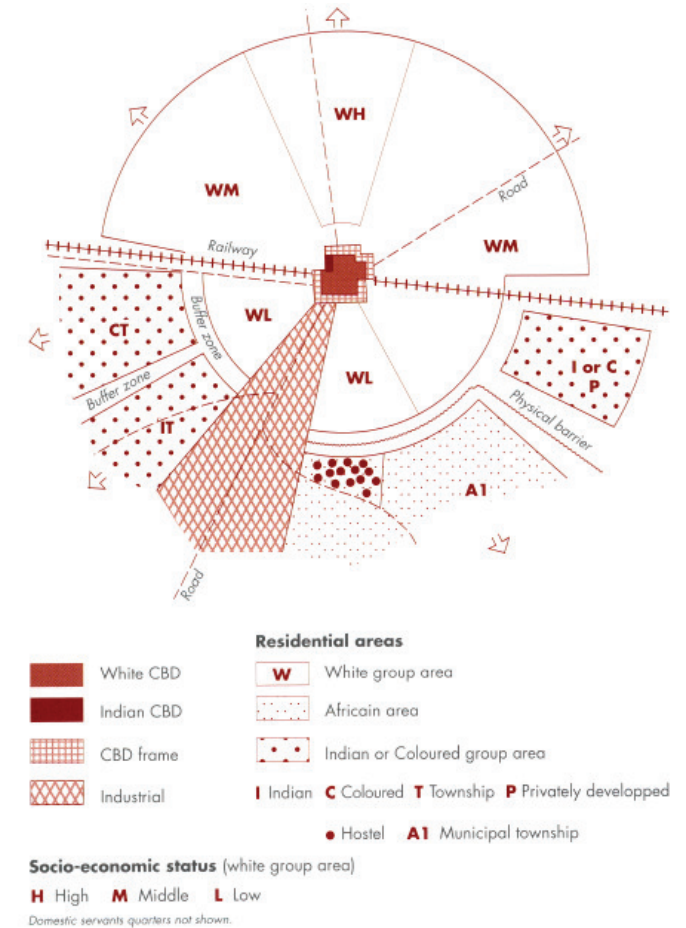 WH
WM
Road
WM
Railway
WL
CT
Buffer zone
I or C
P
WL
Buffer zone
Physical barrier
IT
A1
Road
Residential areas
White CBD
W White group area
Indian CBD
Africain area
CBD frame
Indian or Coloured group area
Industrial
I Indian C Coloured T Township P Privately developped
Hostel A1 Municipal township
Socio-economic status (white group area)
H High M Middle L Low
Domestic servants quarters not shown.